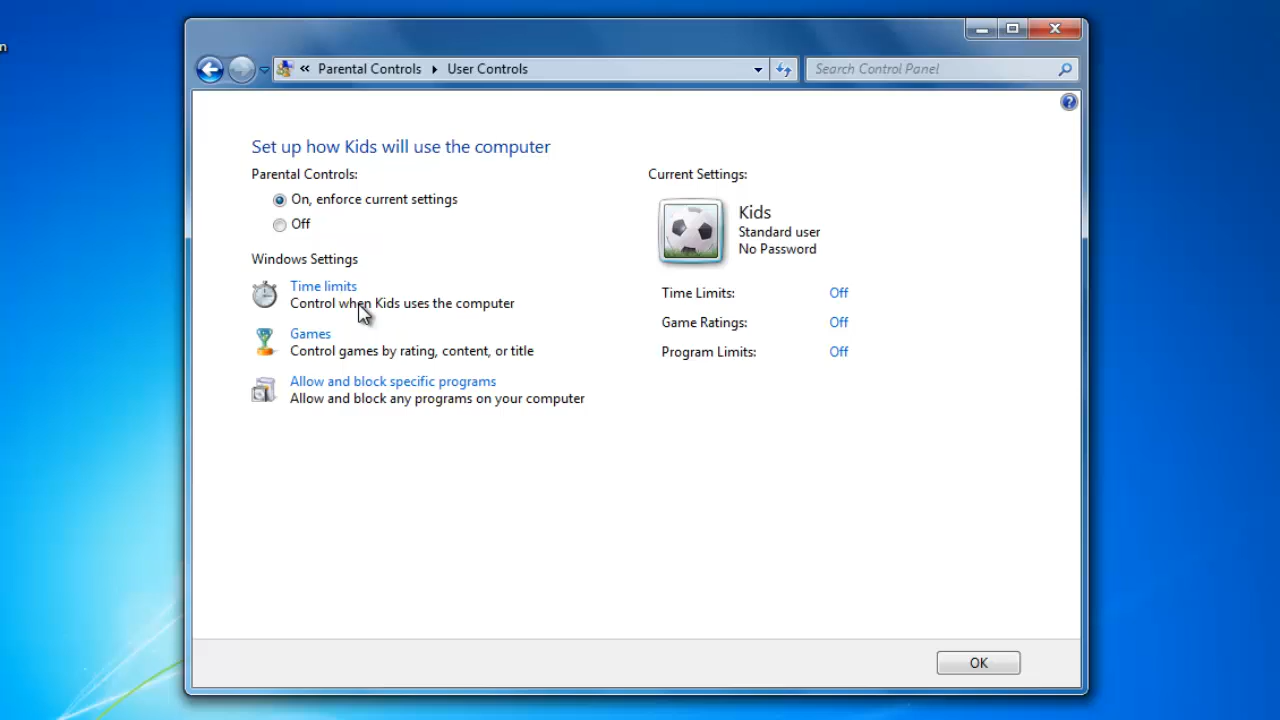 n
« Parental Controls User Controls
Search Control Panel
?
Set up how Kids will use the computer
Parental Controls:
On, enforce current settings
Off
Windows Settings
Time limits
Control when Kids uses the computer
Games
Control games by rating, content, or title
Allow and block specific programs
Allow and block any programs on your computer
Current Settings:
Kids
Standard user
No Password
Time Limits: Off
Game Ratings: Off
Program Limits: Off
OK